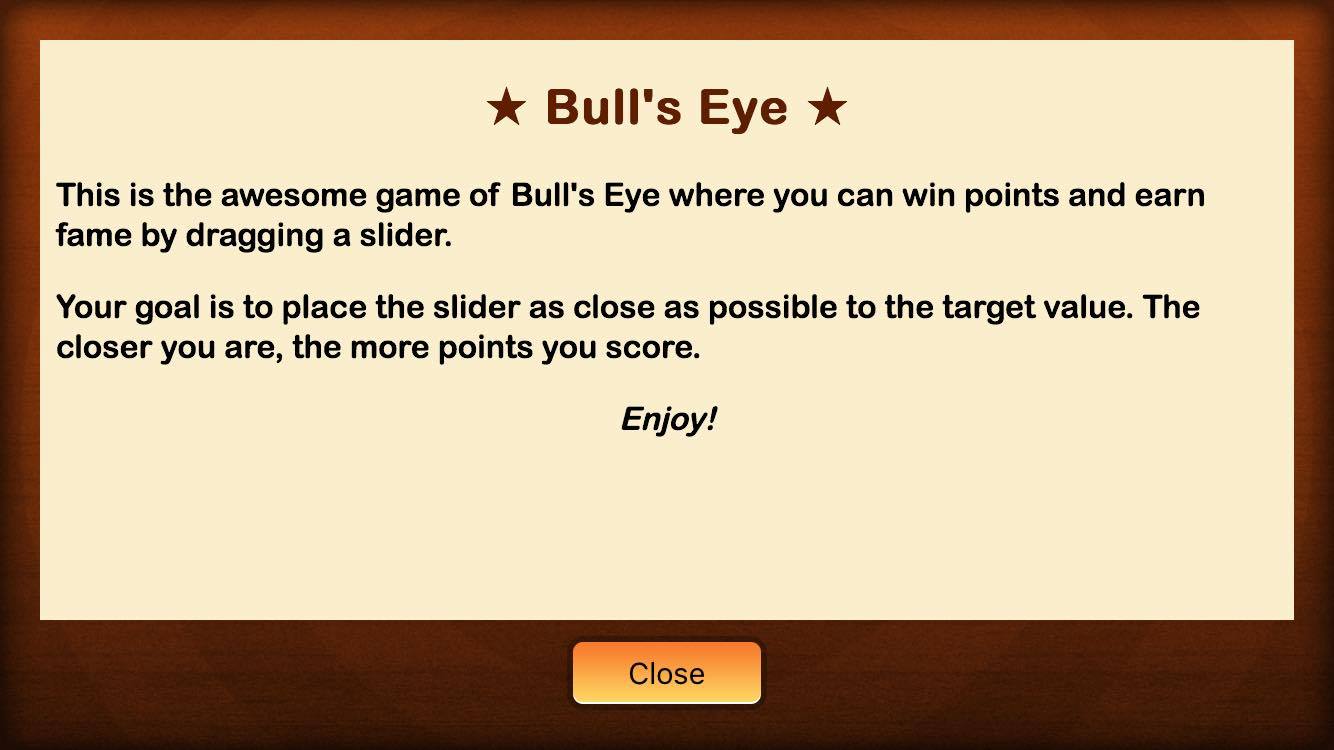 ★ Bull's Eye ★
This is the awesome game of Bull's Eye where you can win points and earn
fame by dragging a slider.
Your goal is to place the slider as close as possible to the target value. The
closer you are, the more points you score.
Enjoy!
Close